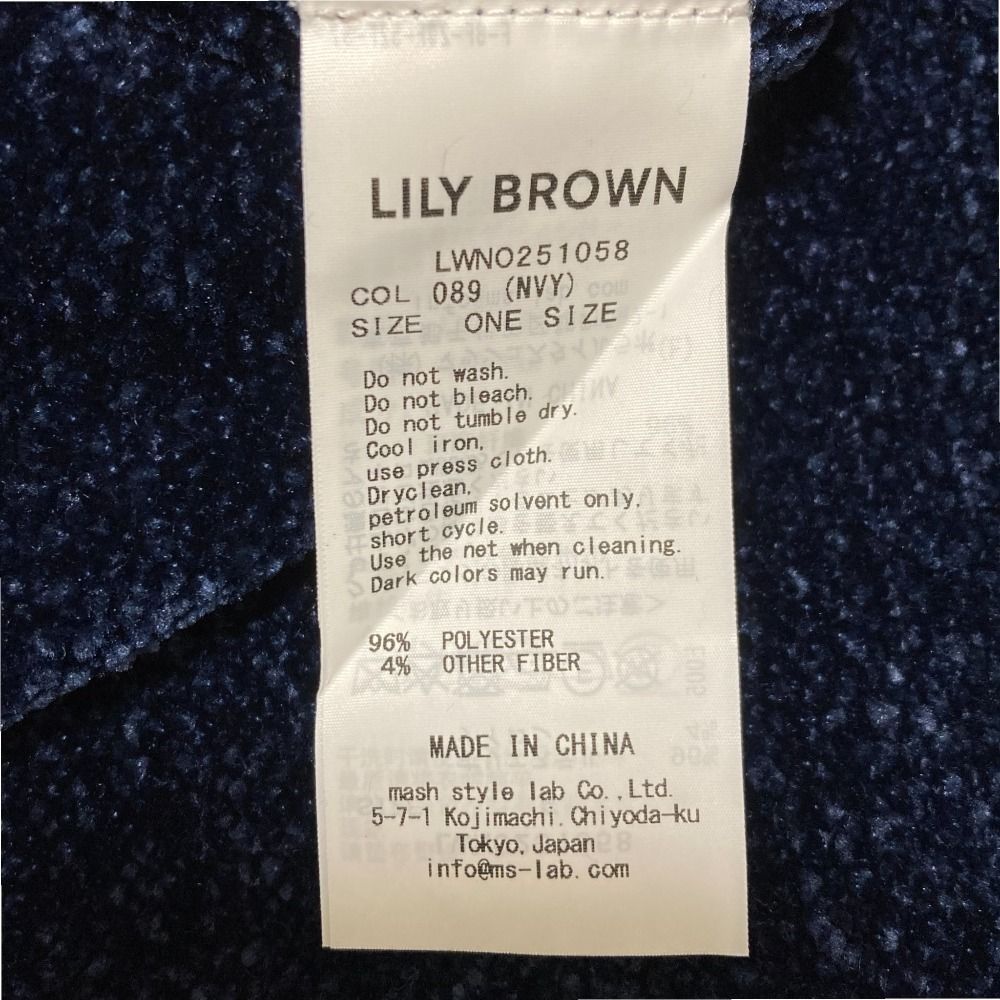 LILY BROWN
LWNO251058
COL 089 (NVY)
SIZE ONE SIZE
Do not wash.
Do not bleach.
Do not tumble dry.
Cool iron,
use press cloth.
Dryclean,
petroleum solvent only,
short cycle.
Use the net when cleaning.
Dark colors may run.
96% POLYESTER
4% OTHER FIBER
MADE IN CHINA
mash style lab Co.,Ltd.
5-7-1 Kojimachi,Chiyoda-ku
Tokyo,Japan
info@ms-lab.com